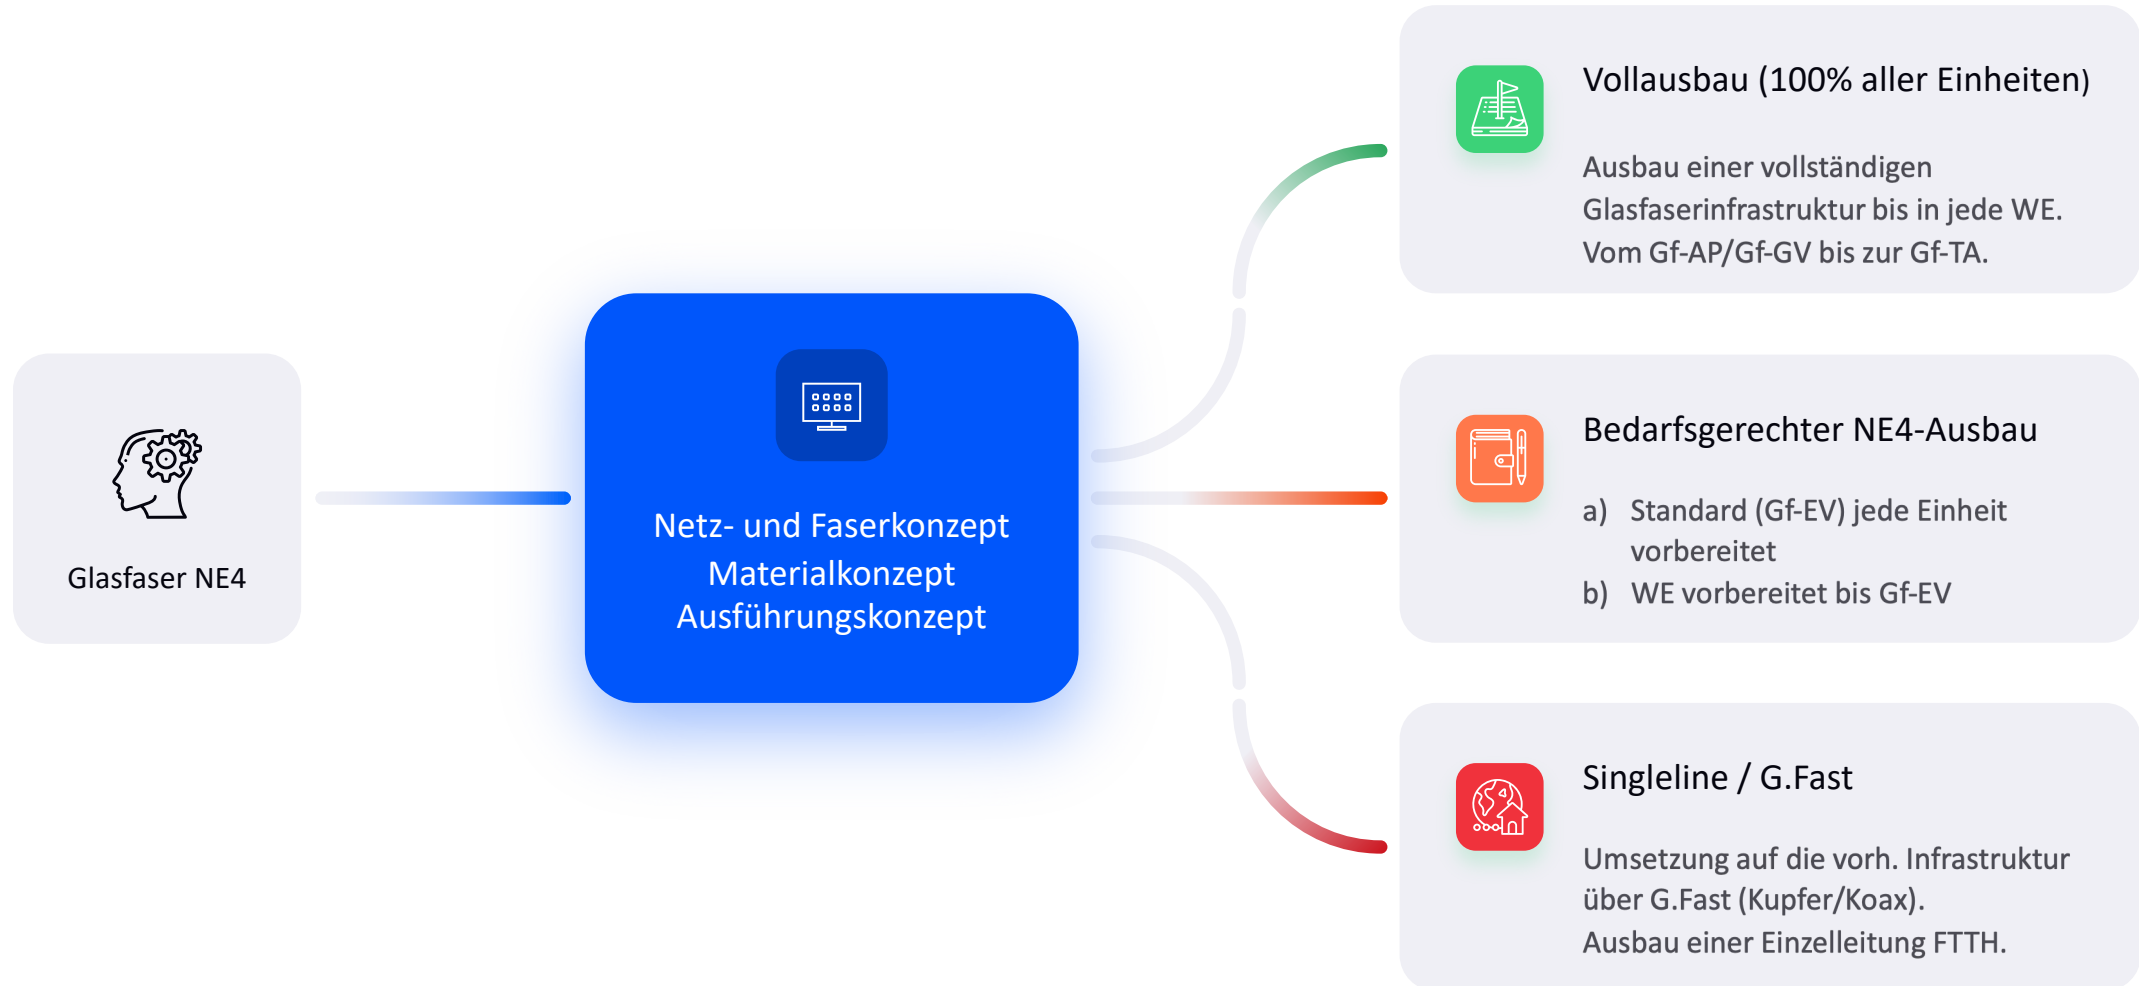 Glasfaser NE4
Netz- und Faserkonzept
Materialkonzept
Ausführungskonzept
Vollausbau (100% aller Einheiten)
Ausbau einer vollständigen
Glasfaserinfrastruktur bis in jede WE.
Vom Gf-AP/Gf-GV bis zur Gf-TA.
Bedarfsgerechter NE4-Ausbau
a) Standard (Gf-EV) jede Einheit
vorbereitet
b) WE vorbereitet bis Gf-EV
Singleline / G.Fast
Umsetzung auf die vorh. Infrastruktur
über G.Fast (Kupfer/Koax).
Ausbau einer Einzelleitung FTTH.